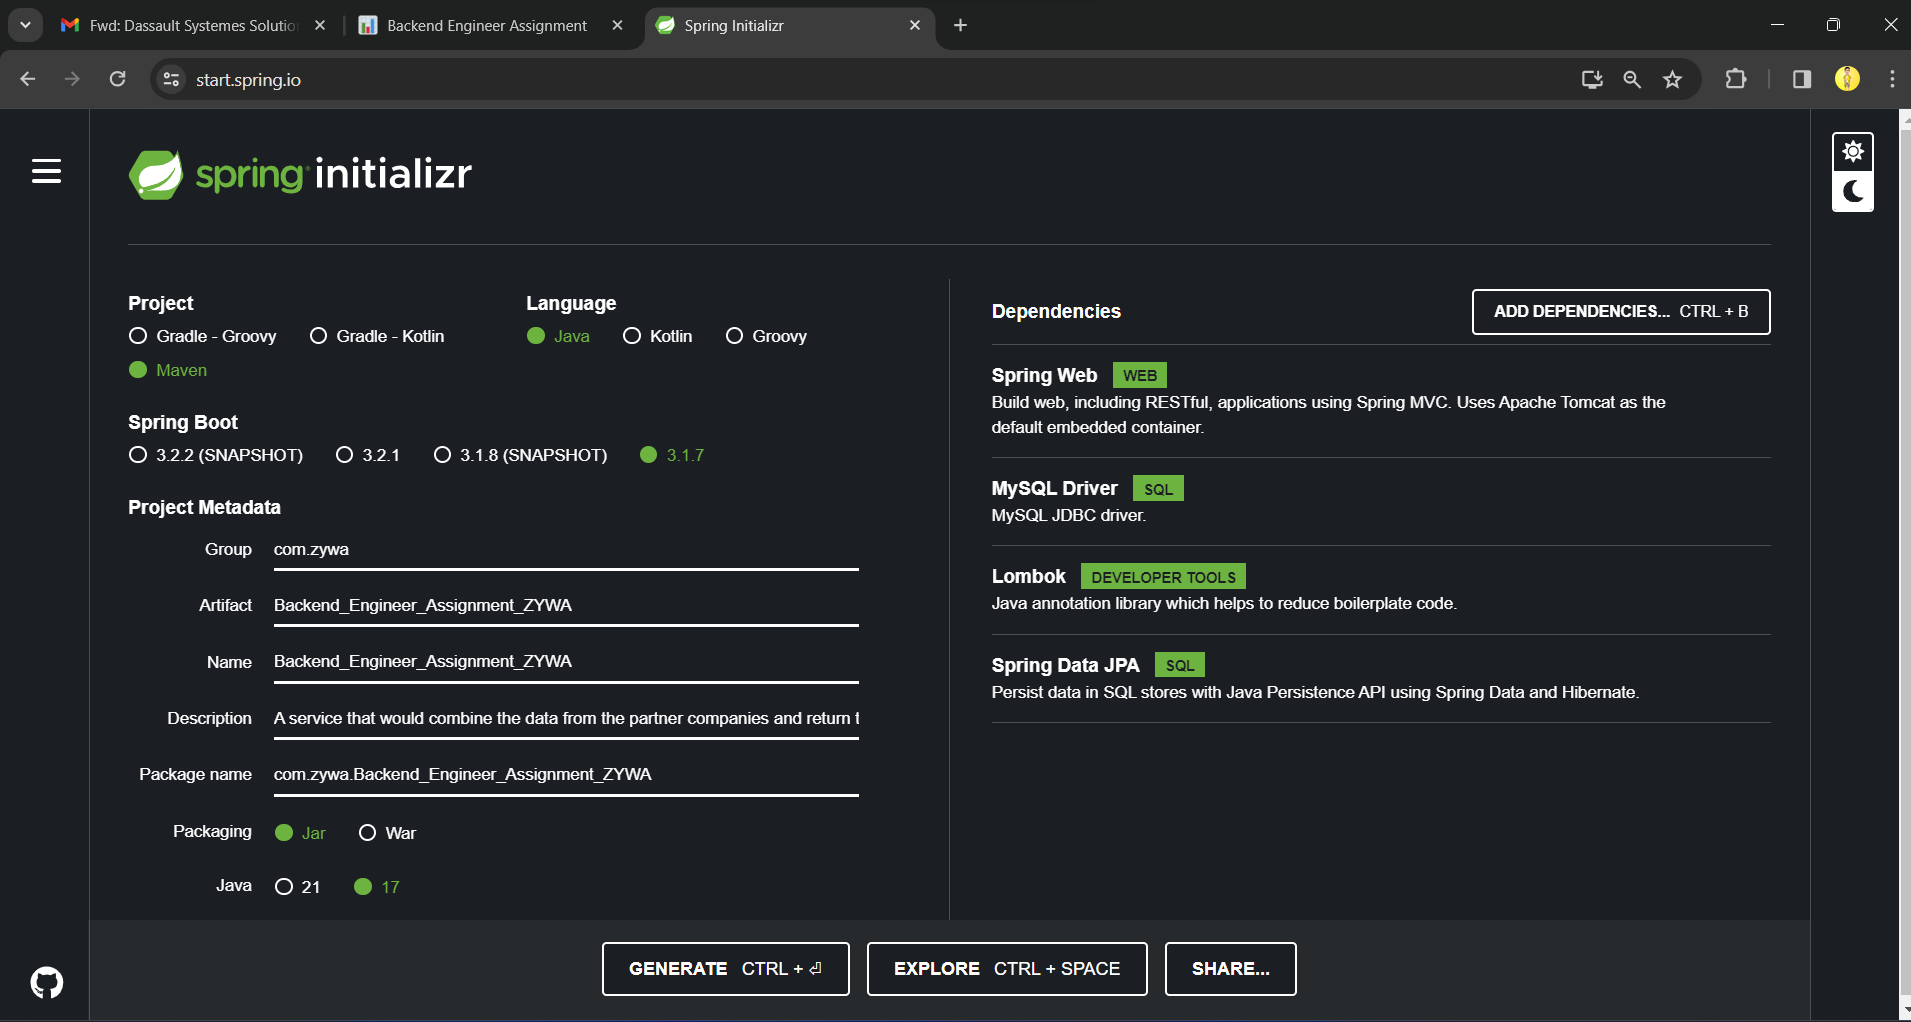 Fwd: Dassault Systemes Solutio
Backend Engineer Assignment
Spring Initializr
start.spring.io
spring initializr
Project
Gradle - Groovy
Gradle - Kotlin
Maven
Language
Java
Kotlin
Groovy
Spring Boot
3.2.2 (SNAPSHOT)
3.2.1
3.1.8 (SNAPSHOT)
3.1.7
Project Metadata
Group com.zywa
Artifact Backend_Engineer_Assignment_ZYWA
Name Backend_Engineer_Assignment_ZYWA
Description A service that would combine the data from the partner companies and return t
Package name com.zywa.Backend_Engineer_Assignment_ZYWA
Packaging Jar War
Java 21 17
Dependencies
ADD DEPENDENCIES... CTRL + B
Spring Web WEB
Build web, including RESTful, applications using Spring MVC. Uses Apache Tomcat as the
default embedded container.
MySQL Driver SQL
MySQL JDBC driver.
Lombok DEVELOPER TOOLS
Java annotation library which helps to reduce boilerplate code.
Spring Data JPA SQL
Persist data in SQL stores with Java Persistence API using Spring Data and Hibernate.
GENERATE CTRL + ⏎
EXPLORE CTRL + SPACE
SHARE...